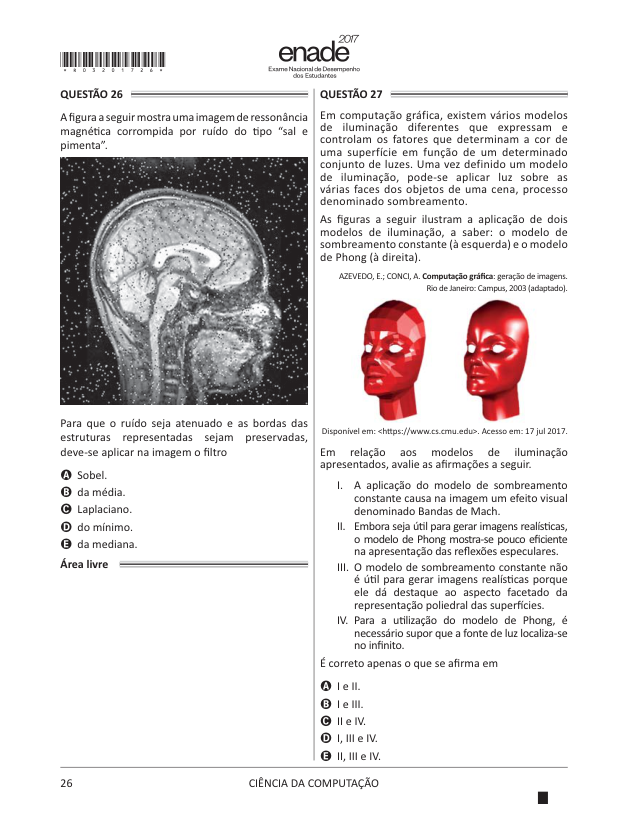 2017
enade
Exame Nacional de Desempenho
dos Estudantes
* R 0 3 2 0 1 7 2 6 *
QUESTÃO 26
A figura a seguir mostra uma imagem de ressonância
magnética corrompida por ruído do tipo “sal e
pimenta”.
Para que o ruído seja atenuado e as bordas das
estruturas representadas sejam preservadas,
deve-se aplicar na imagem o filtro
A Sobel.
B da média.
C Laplaciano.
D do mínimo.
E da mediana.
Área livre
QUESTÃO 27
Em computação gráfica, existem vários modelos
de iluminação diferentes que expressam e
controlam os fatores que determinam a cor de
uma superfície em função de um determinado
conjunto de luzes. Uma vez definido um modelo
de iluminação, pode-se aplicar luz sobre as
várias faces dos objetos de uma cena, processo
denominado sombreamento.
As figuras a seguir ilustram a aplicação de dois
modelos de iluminação, a saber: o modelo de
sombreamento constante (à esquerda) e o modelo
de Phong (à direita).
AZEVEDO, E.; CONCI, A. Computação gráfica: geração de imagens.
Rio de Janeiro: Campus, 2003 (adaptado).
Disponível em: <https://www.cs.cmu.edu>. Acesso em: 17 jul 2017.
Em relação aos modelos de iluminação
apresentados, avalie as afirmações a seguir.
I. A aplicação do modelo de sombreamento
constante causa na imagem um efeito visual
denominado Bandas de Mach.
II. Embora seja útil para gerar imagens realísticas,
o modelo de Phong mostra-se pouco eficiente
na apresentação das reflexões especulares.
III. O modelo de sombreamento constante não
é útil para gerar imagens realísticas porque
ele dá destaque ao aspecto facetado da
representação poliedral das superfícies.
IV. Para a utilização do modelo de Phong, é
necessário supor que a fonte de luz localiza-se
no infinito.
É correto apenas o que se afirma em
A I e II.
B I e III.
C II e IV.
D I, III e IV.
E II, III e IV.
26
CIÊNCIA DA COMPUTAÇÃO